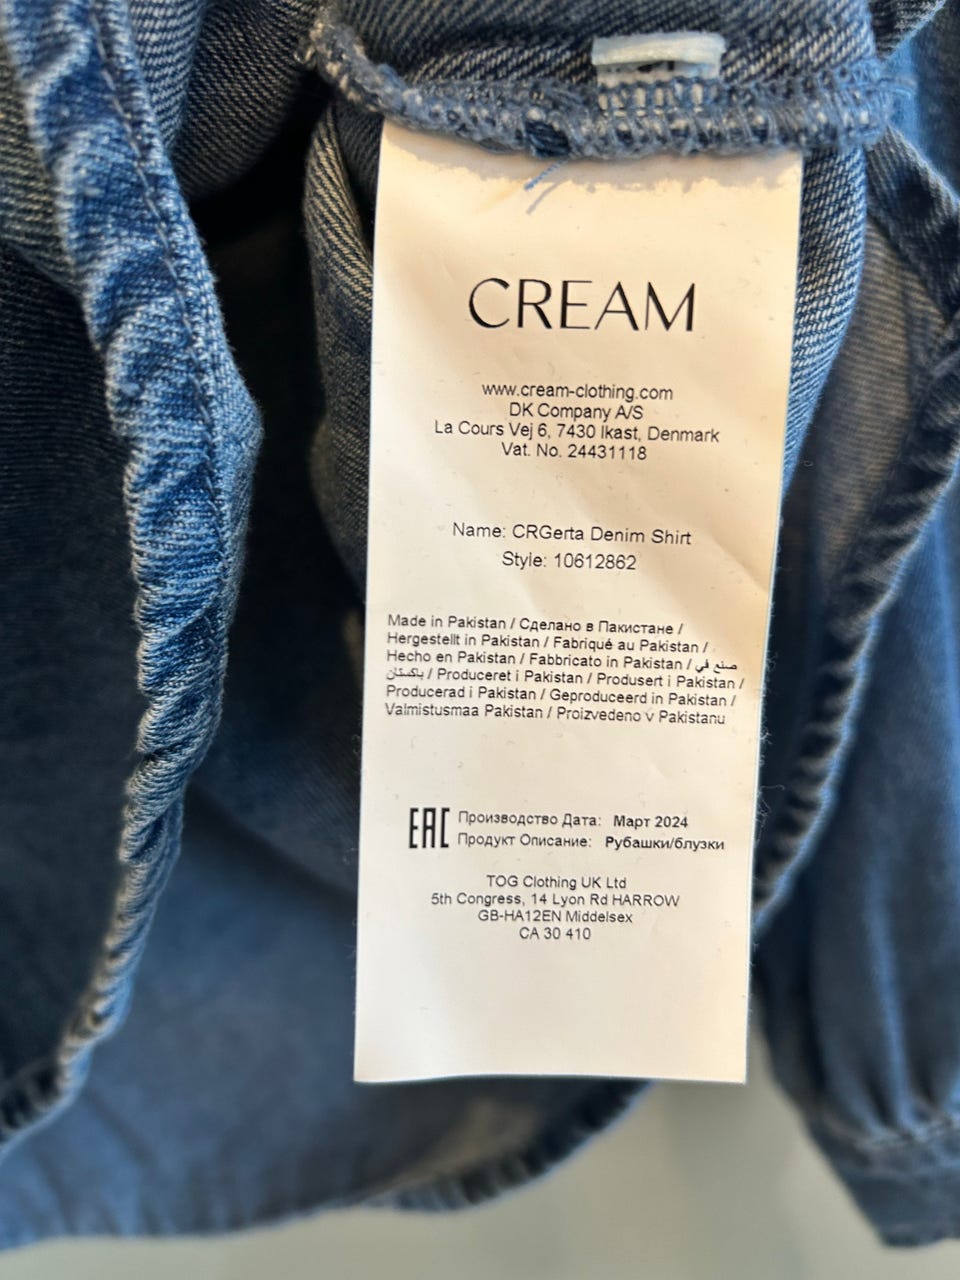 CREAM
www.cream-clothing.com
DK Company A/S
La Cours Vej 6, 7430 Ikast, Denmark
Vat. No. 24431118
Name: CRGerta Denim Shirt
Style: 10612862
Made in Pakistan / Сделано в Пакистане /
Hergestellt in Pakistan / Fabriqué au Pakistan /
Hecho en Pakistan / Fabbricato in Pakistan / صنع في
باكستان / Produceret i Pakistan / Produsert i Pakistan /
Producerad i Pakistan / Geproduceerd in Pakistan /
Valmistusmaa Pakistan / Proizvedeno v Pakistanu
EAC Производство Дата: Март 2024
Продукт Описание: Рубашки/блузки
TOG Clothing UK Ltd
5th Congress, 14 Lyon Rd HARROW
GB-HA12EN Middelsex
CA 30 410